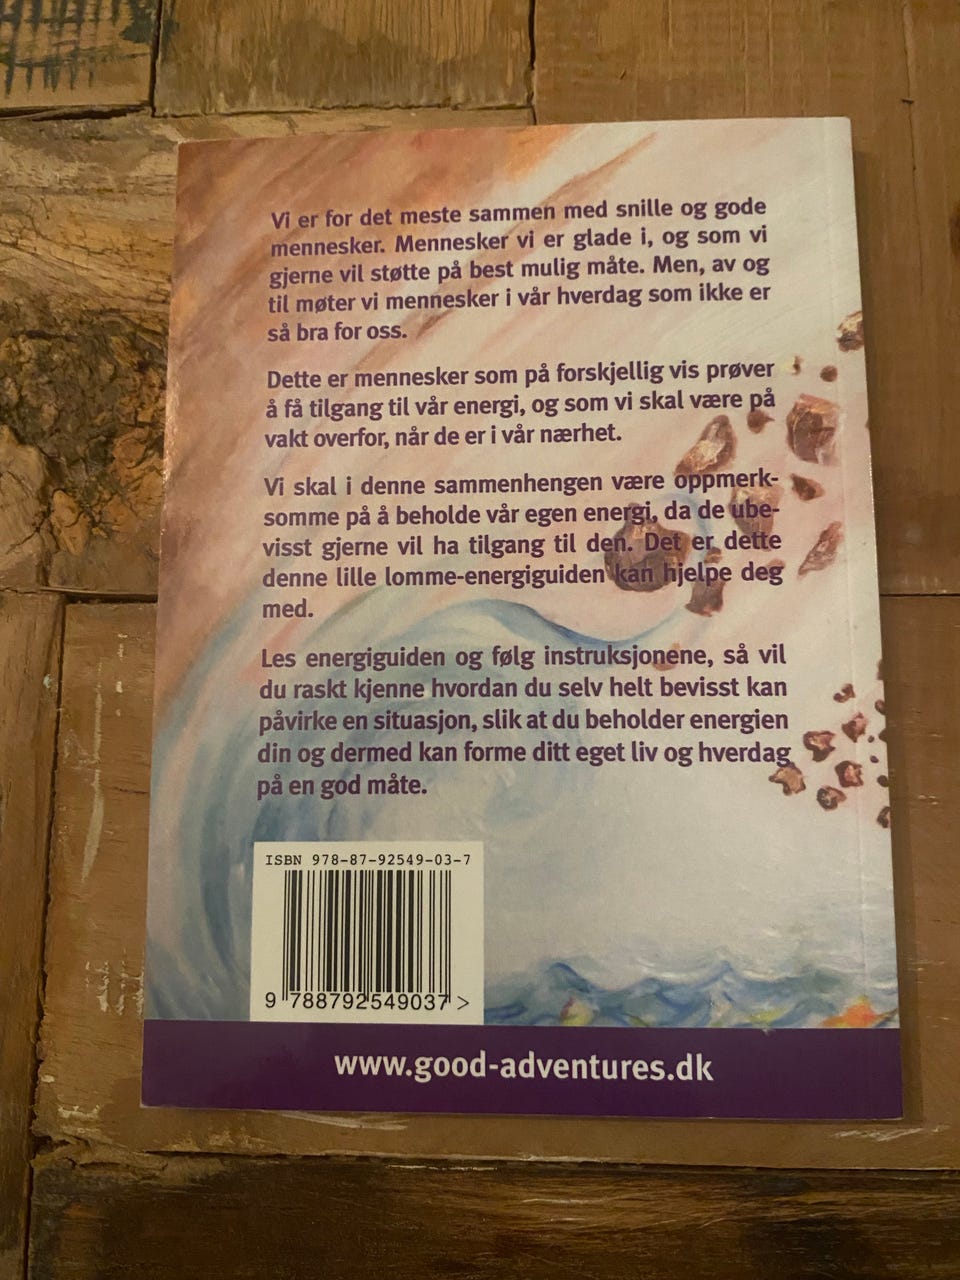 Vi er for det meste sammen med snille og gode
mennesker. Mennesker vi er glade i, og som vi
gjerne vil støtte på best mulig måte. Men, av og
til møter vi mennesker i vår hverdag som ikke er
så bra for oss.
Dette er mennesker som på forskjellig vis prøver
å få tilgang til vår energi, og som vi skal være på
vakt overfor, når de er i vår nærhet.
Vi skal i denne sammenhengen være oppmerk-
somme på å beholde vår egen energi, da de ube-
visst gjerne vil ha tilgang til den. Det er dette
denne lille lomme-energiguiden kan hjelpe deg
med.
Les energiguiden og følg instruksjonene, så vil
du raskt kjenne hvordan du selv helt bevisst kan
påvirke en situasjon, slik at du beholder energien
din og dermed kan forme ditt eget liv og hverdag
på en god måte.
ISBN 978-87-92549-03-7
9 788792 549037 >
www.good-adventures.dk